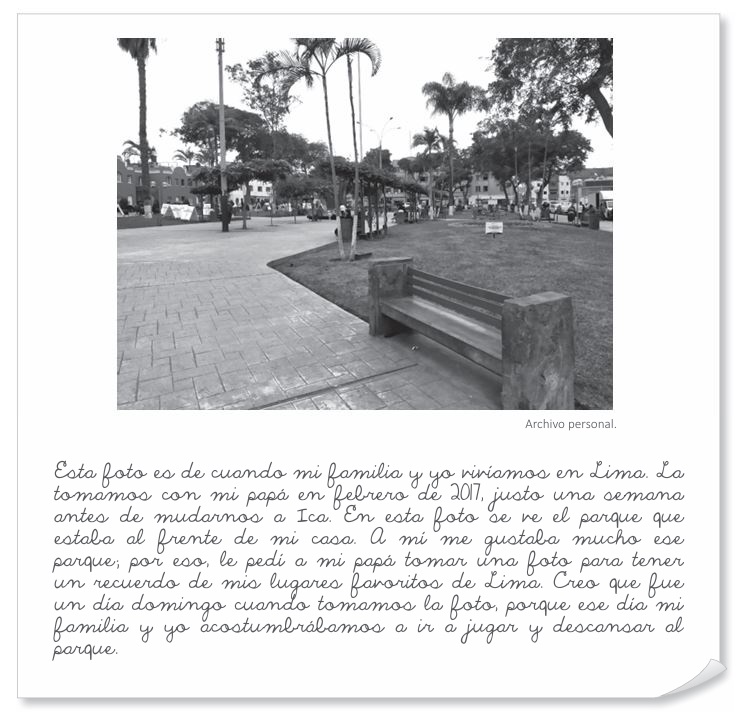 Archivo personal.
Esta foto es de cuando mi familia y yo vivíamos en Lima. La
tomamos con mi papá en febrero de 2017, justo una semana
antes de mudarnos a Ica. En esta foto se ve el parque que
estaba al frente de mi casa. A mí me gustaba mucho ese
parque; por eso, le pedí a mi papá tomar una foto para tener
un recuerdo de mis lugares favoritos de Lima. Creo que fue
un día domingo cuando tomamos la foto, porque ese día mi
familia y yo acostumbrábamos a ir a jugar y descansar al
parque.